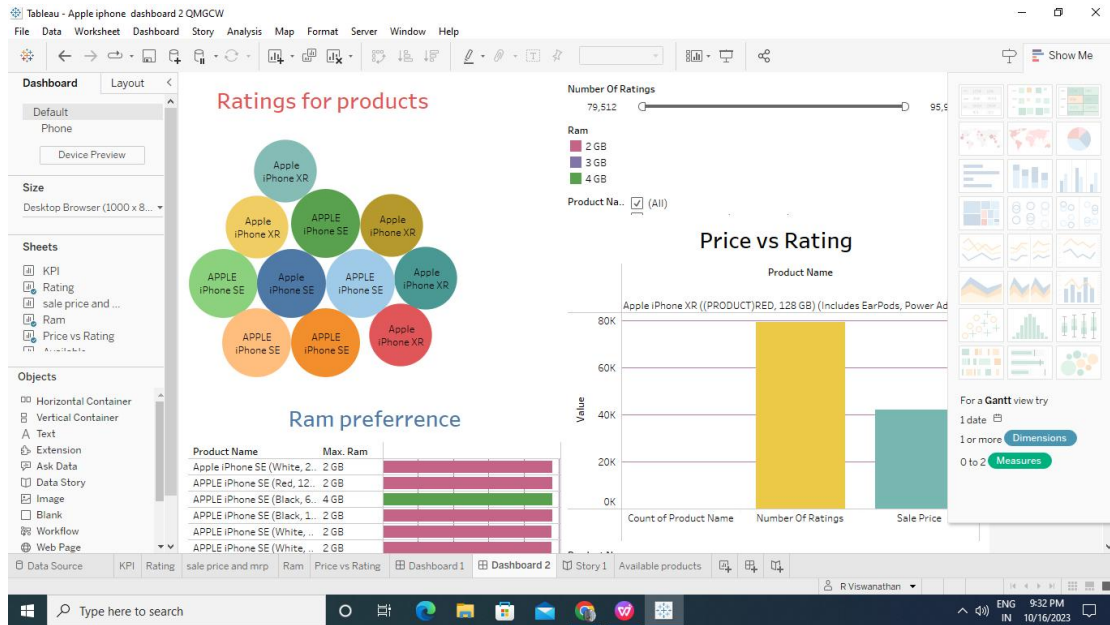 Tableau - Apple iphone dashboard 2 QMGCW
File Data Worksheet Dashboard Story Analysis Map Format Server Window Help
Show Me
Dashboard Layout
Default
Phone
Device Preview
Size
Desktop Browser (1000 x 8...
Sheets
KPI
Rating
sale price and ...
Ram
Price vs Rating
Objects
Horizontal Container
Vertical Container
A Text
Extension
Ask Data
Data Story
Image
Blank
Workflow
Web Page
Ratings for products
Apple iPhone XR
Apple iPhone XR
APPLE iPhone SE
Apple iPhone XR
APPLE iPhone SE
Apple iPhone SE
APPLE iPhone SE
Apple iPhone XR
APPLE iPhone SE
APPLE iPhone SE
Apple iPhone XR
Ram preferrence
Product Name Max. Ram
Apple iPhone SE (White, 2.. 2 GB
APPLE iPhone SE (Red, 12.. 2 GB
APPLE iPhone SE (Black, 6.. 4 GB
APPLE iPhone SE (Black, 1.. 2 GB
APPLE iPhone SE (White, .. 2 GB
APPLE iPhone SE (White, .. 2 GB
Number Of Ratings
79,512 95,9
Ram
2 GB
3 GB
4 GB
Product Na.. (All)
Price vs Rating
Product Name
Apple iPhone XR ((PRODUCT)RED, 128 GB) (Includes EarPods, Power Ad
80K
60K
40K
20K
0K
Value
Count of Product Name Number Of Ratings Sale Price
For a Gantt view try
1 date
1 or more Dimensions
0 to 2 Measures
Data Source KPI Rating sale price and mrp Ram Price vs Rating Dashboard 1 Dashboard 2 Story 1 Available products
R Viswanathan
Type here to search
ENG
IN
9:32 PM
10/16/2023